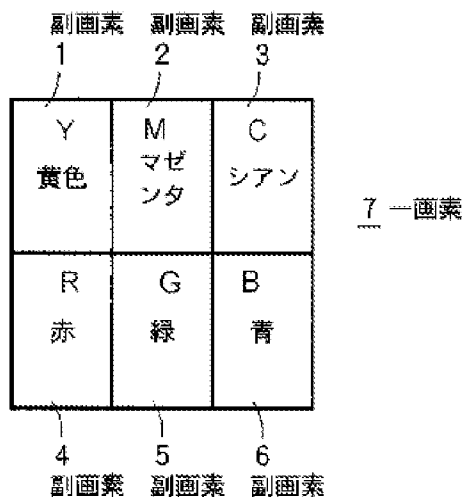 副画素 副画素 副画素
1 2 3
Y M C
黄色 マゼンタ シアン
7 一画素
R G B
赤 緑 青
4 5 6
副画素 副画素 副画素